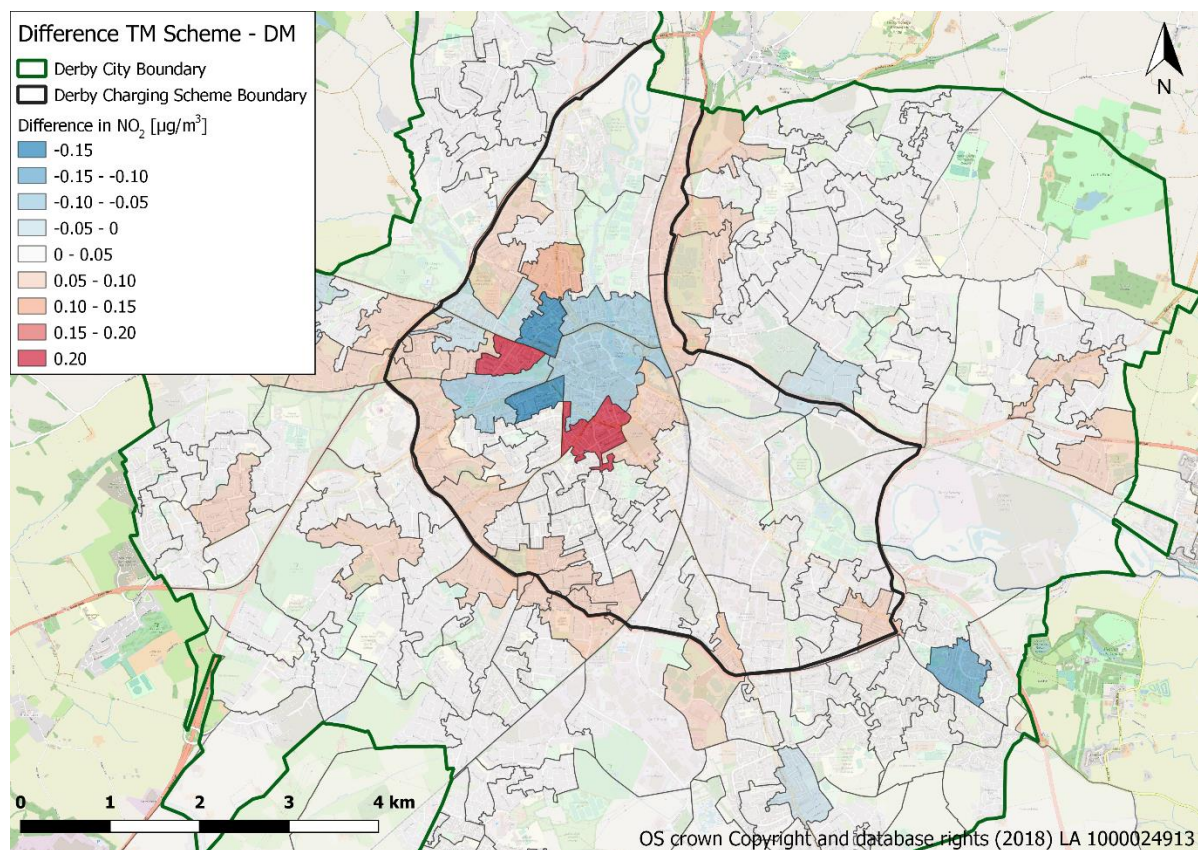 Difference TM Scheme - DM
Derby City Boundary
Derby Charging Scheme Boundary
Difference in NO₂ [µg/m³]
-0.15
-0.15 - -0.10
-0.10 - -0.05
-0.05 - 0
0 - 0.05
0.05 - 0.10
0.10 - 0.15
0.15 - 0.20
0.20
N
0 1 2 3 4 km
OS crown Copyright and database rights (2018) LA 1000024913